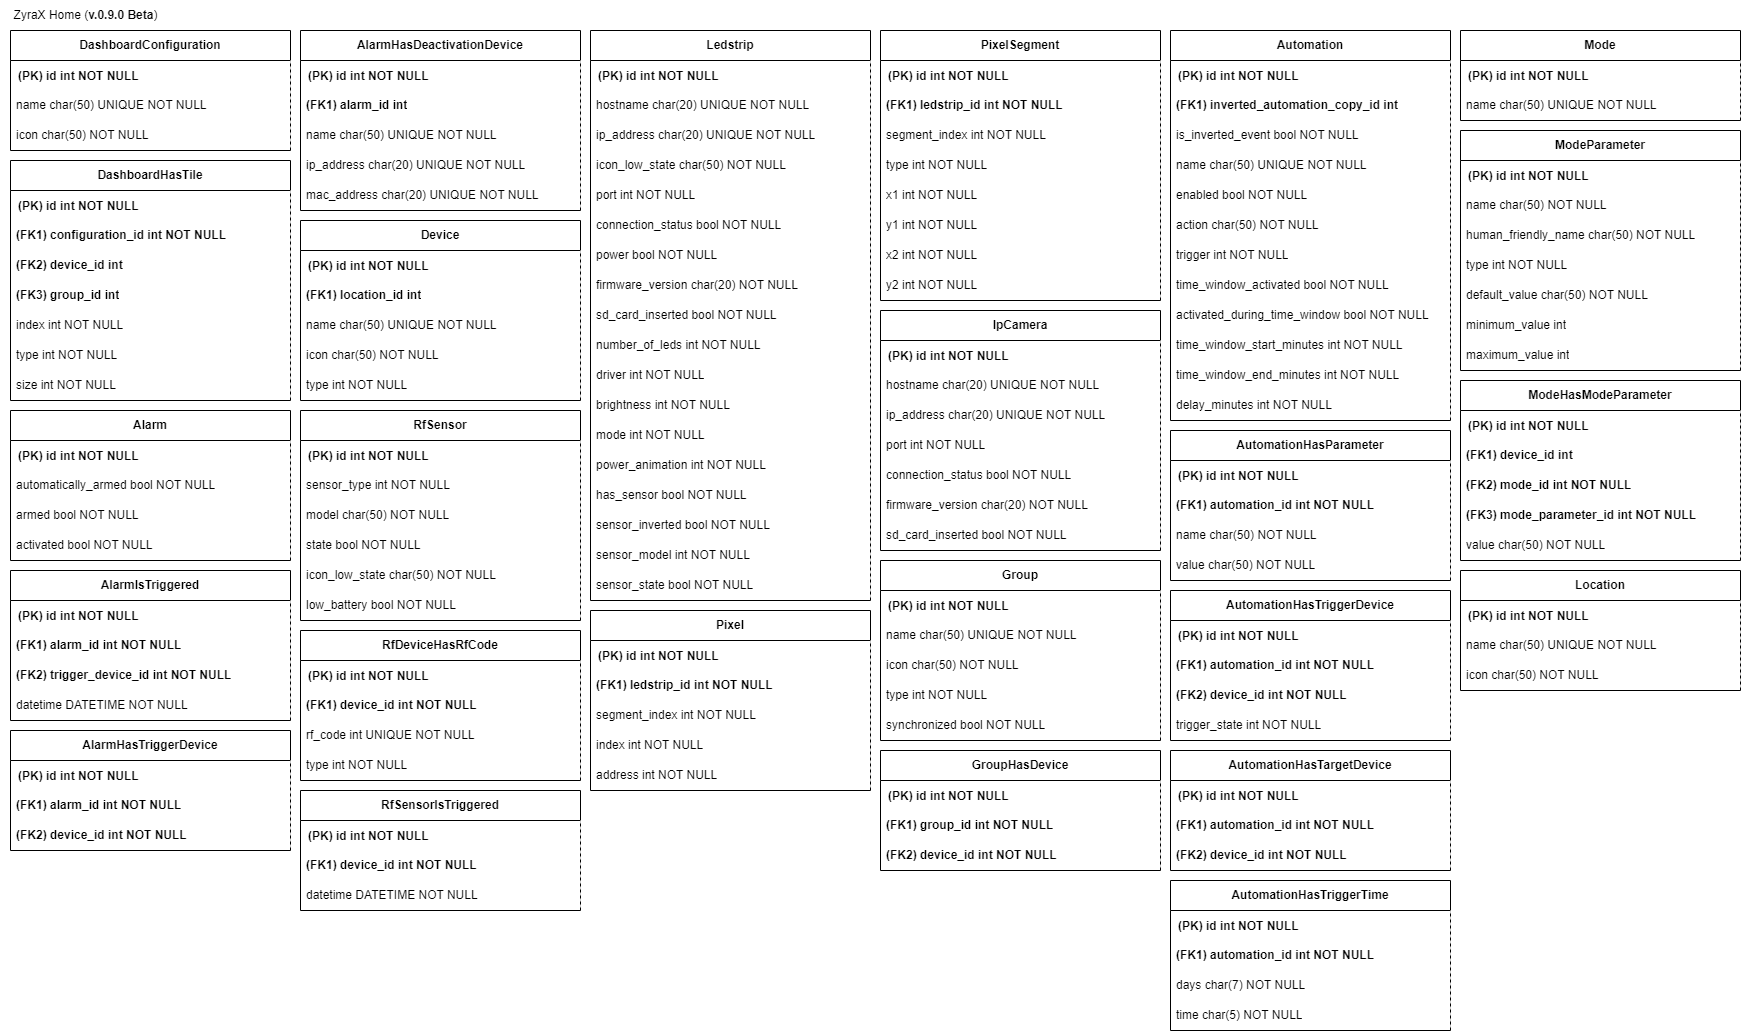 ZyraX Home (v.0.9.0 Beta)
DashboardConfiguration
(PK) id int NOT NULL
name char(50) UNIQUE NOT NULL
icon char(50) NOT NULL
DashboardHasTile
(PK) id int NOT NULL
(FK1) configuration_id int NOT NULL
(FK2) device_id int
(FK3) group_id int
index int NOT NULL
type int NOT NULL
size int NOT NULL
Alarm
(PK) id int NOT NULL
automatically_armed bool NOT NULL
armed bool NOT NULL
activated bool NOT NULL
AlarmIsTriggered
(PK) id int NOT NULL
(FK1) alarm_id int NOT NULL
(FK2) trigger_device_id int NOT NULL
datetime DATETIME NOT NULL
AlarmHasTriggerDevice
(PK) id int NOT NULL
(FK1) alarm_id int NOT NULL
(FK2) device_id int NOT NULL
AlarmHasDeactivationDevice
(PK) id int NOT NULL
(FK1) alarm_id int
name char(50) UNIQUE NOT NULL
ip_address char(20) UNIQUE NOT NULL
mac_address char(20) UNIQUE NOT NULL
Device
(PK) id int NOT NULL
(FK1) location_id int
name char(50) UNIQUE NOT NULL
icon char(50) NOT NULL
type int NOT NULL
RfSensor
(PK) id int NOT NULL
sensor_type int NOT NULL
model char(50) NOT NULL
state bool NOT NULL
icon_low_state char(50) NOT NULL
low_battery bool NOT NULL
RfDeviceHasRfCode
(PK) id int NOT NULL
(FK1) device_id int NOT NULL
rf_code int UNIQUE NOT NULL
type int NOT NULL
RfSensorIsTriggered
(PK) id int NOT NULL
(FK1) device_id int NOT NULL
datetime DATETIME NOT NULL
Ledstrip
(PK) id int NOT NULL
hostname char(20) UNIQUE NOT NULL
ip_address char(20) UNIQUE NOT NULL
icon_low_state char(50) NOT NULL
port int NOT NULL
connection_status bool NOT NULL
power bool NOT NULL
firmware_version char(20) NOT NULL
sd_card_inserted bool NOT NULL
number_of_leds int NOT NULL
driver int NOT NULL
brightness int NOT NULL
mode int NOT NULL
power_animation int NOT NULL
has_sensor bool NOT NULL
sensor_inverted bool NOT NULL
sensor_model int NOT NULL
sensor_state bool NOT NULL
Pixel
(PK) id int NOT NULL
(FK1) ledstrip_id int NOT NULL
segment_index int NOT NULL
index int NOT NULL
address int NOT NULL
PixelSegment
(PK) id int NOT NULL
(FK1) ledstrip_id int NOT NULL
segment_index int NOT NULL
type int NOT NULL
x1 int NOT NULL
y1 int NOT NULL
x2 int NOT NULL
y2 int NOT NULL
IpCamera
(PK) id int NOT NULL
hostname char(20) UNIQUE NOT NULL
ip_address char(20) UNIQUE NOT NULL
port int NOT NULL
connection_status bool NOT NULL
firmware_version char(20) NOT NULL
sd_card_inserted bool NOT NULL
Group
(PK) id int NOT NULL
name char(50) UNIQUE NOT NULL
icon char(50) NOT NULL
type int NOT NULL
synchronized bool NOT NULL
GroupHasDevice
(PK) id int NOT NULL
(FK1) group_id int NOT NULL
(FK2) device_id int NOT NULL
Automation
(PK) id int NOT NULL
(FK1) inverted_automation_copy_id int
is_inverted_event bool NOT NULL
name char(50) UNIQUE NOT NULL
enabled bool NOT NULL
action char(50) NOT NULL
trigger int NOT NULL
time_window_activated bool NOT NULL
activated_during_time_window bool NOT NULL
time_window_start_minutes int NOT NULL
time_window_end_minutes int NOT NULL
delay_minutes int NOT NULL
AutomationHasParameter
(PK) id int NOT NULL
(FK1) automation_id int NOT NULL
name char(50) NOT NULL
value char(50) NOT NULL
AutomationHasTriggerDevice
(PK) id int NOT NULL
(FK1) automation_id int NOT NULL
(FK2) device_id int NOT NULL
trigger_state int NOT NULL
AutomationHasTargetDevice
(PK) id int NOT NULL
(FK1) automation_id int NOT NULL
(FK2) device_id int NOT NULL
AutomationHasTriggerTime
(PK) id int NOT NULL
(FK1) automation_id int NOT NULL
days char(7) NOT NULL
time char(5) NOT NULL
Mode
(PK) id int NOT NULL
name char(50) UNIQUE NOT NULL
ModeParameter
(PK) id int NOT NULL
name char(50) NOT NULL
human_friendly_name char(50) NOT NULL
type int NOT NULL
default_value char(50) NOT NULL
minimum_value int
maximum_value int
ModeHasModeParameter
(PK) id int NOT NULL
(FK1) device_id int
(FK2) mode_id int NOT NULL
(FK3) mode_parameter_id int NOT NULL
value char(50) NOT NULL
Location
(PK) id int NOT NULL
name char(50) UNIQUE NOT NULL
icon char(50) NOT NULL